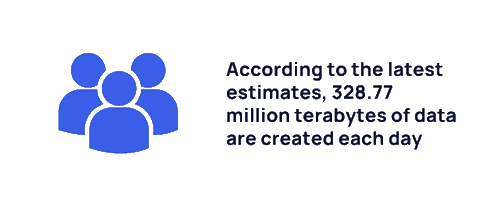 According to the latest
estimates, 328.77
million terabytes of data
are created each day